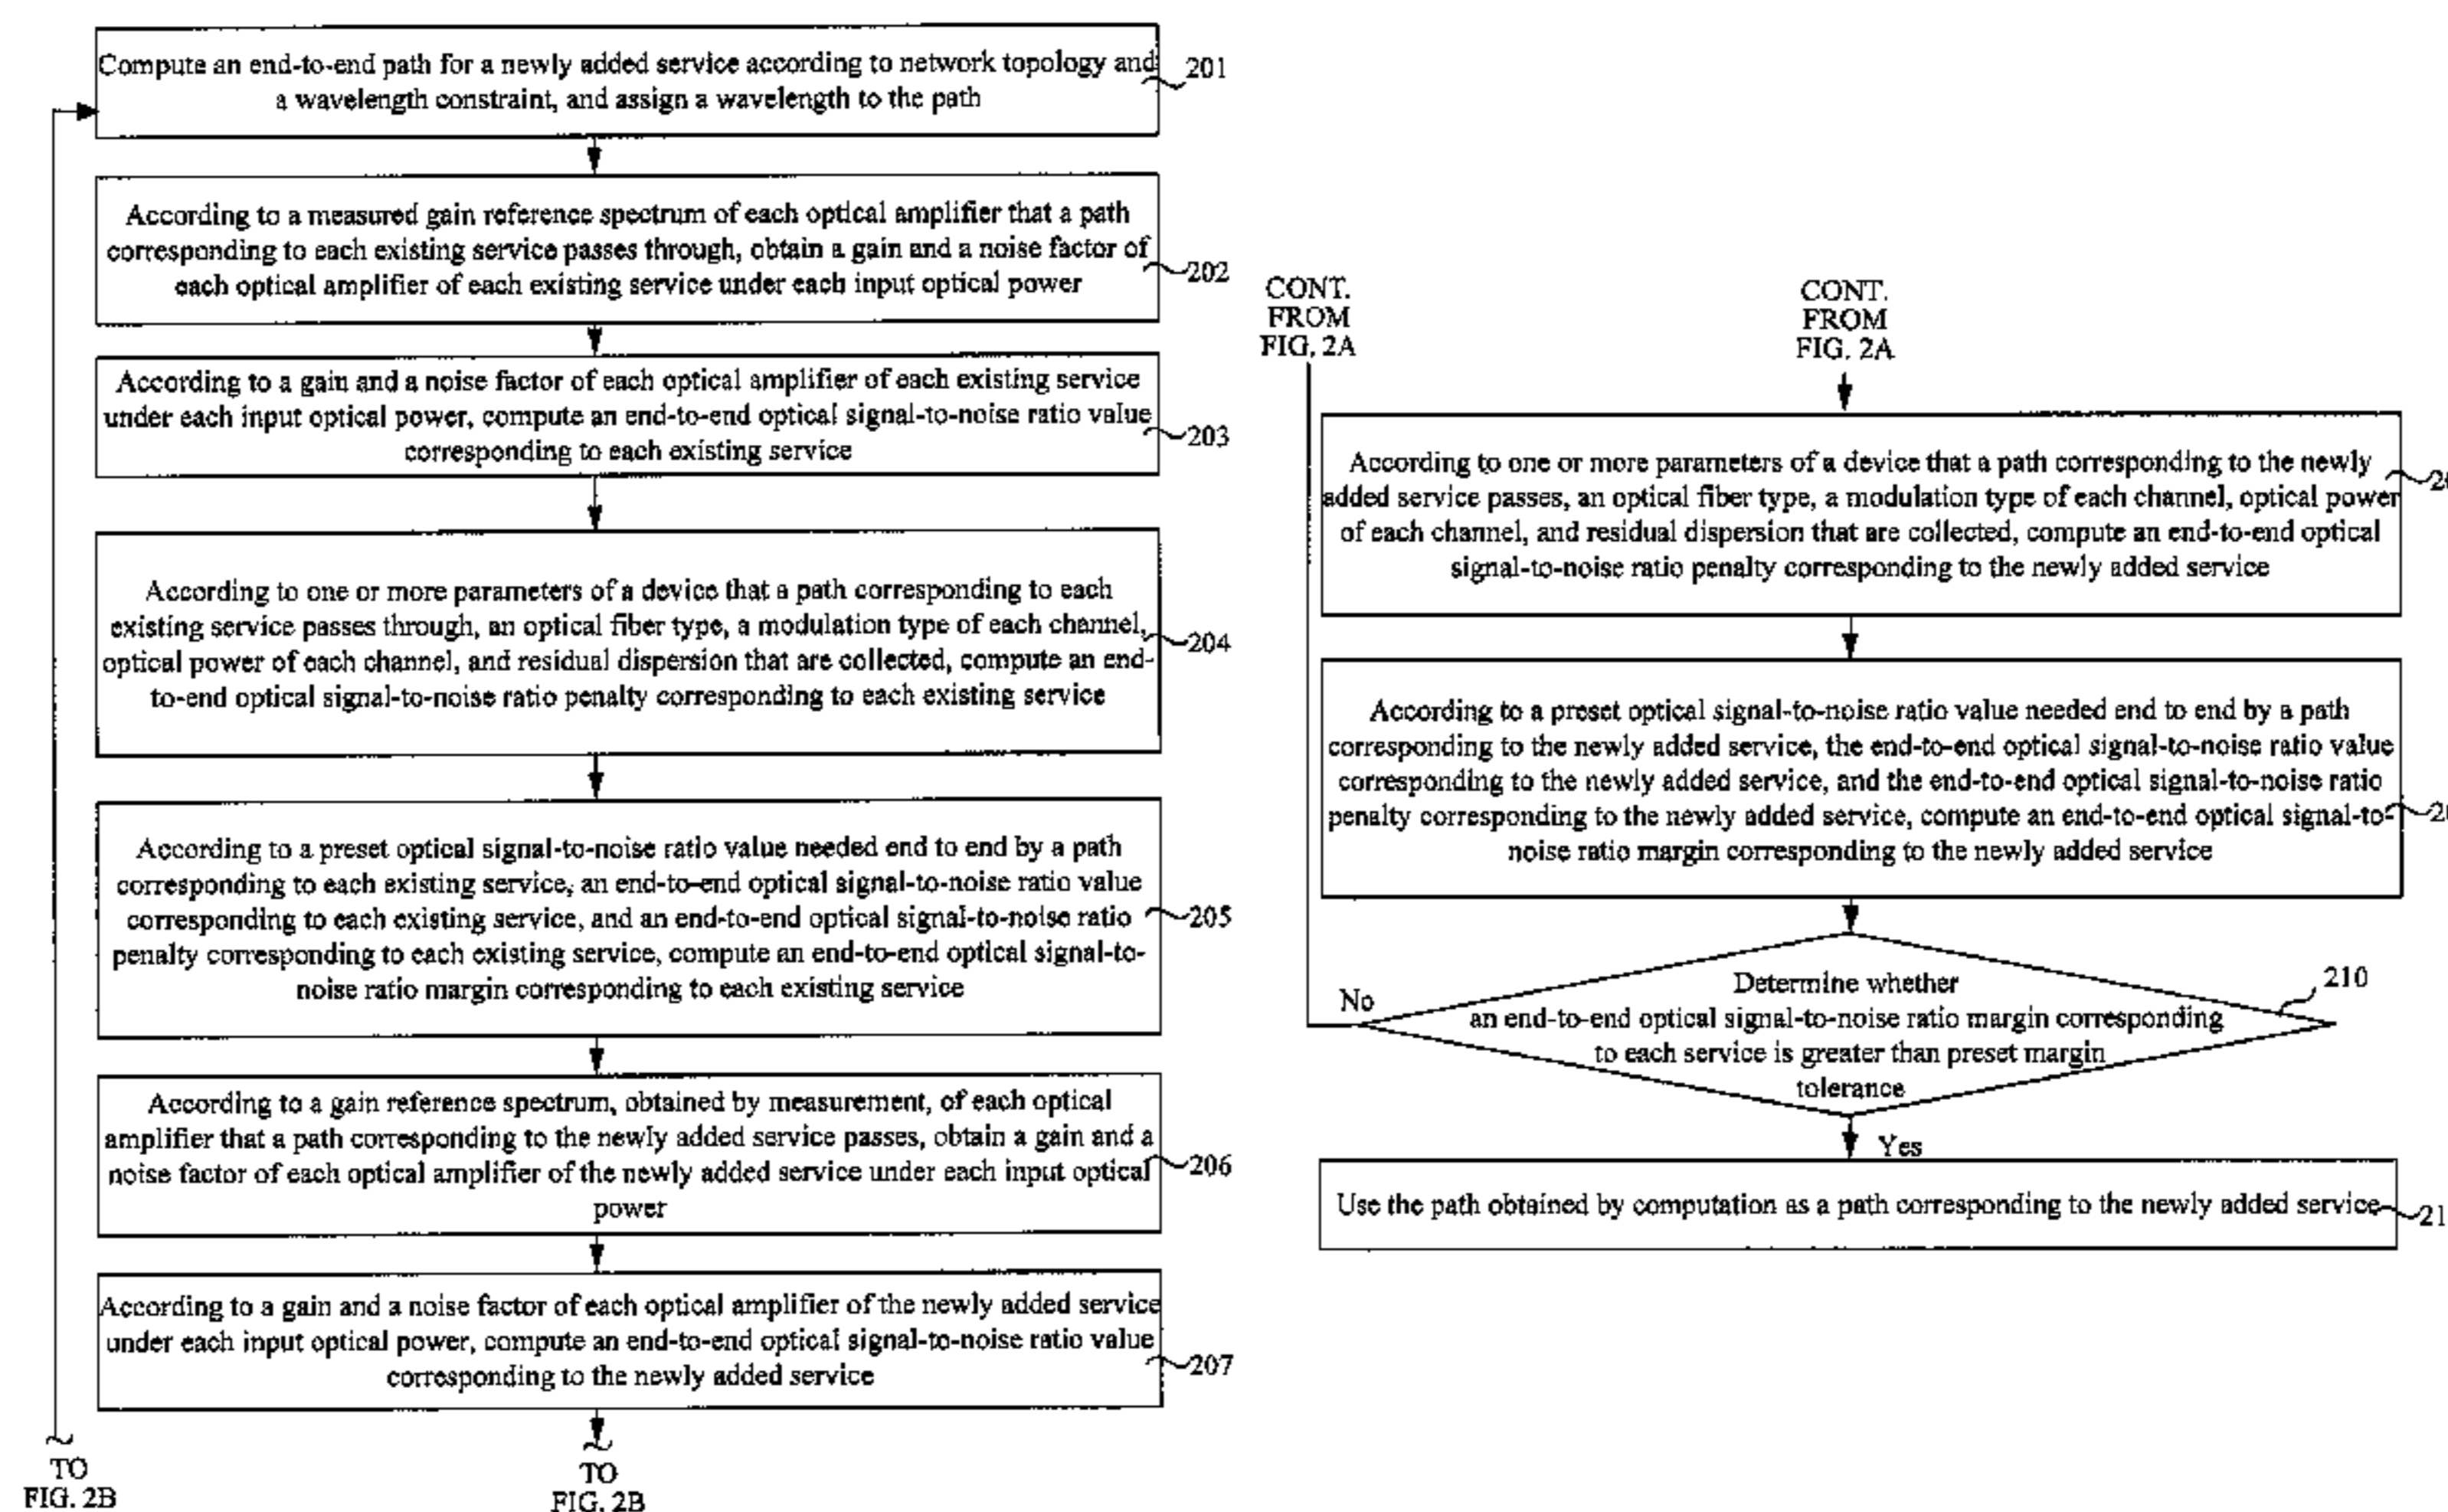 Compute an end-to-end path for a newly added service according to network topology and
a wavelength constraint, and assign a wavelength to the path
201
According to a measured gain reference spectrum of each optical amplifier that a path
corresponding to each existing service passes through, obtain a gain and a noise factor of
each optical amplifier of each existing service under each input optical power
202
According to a gain and a noise factor of each optical amplifier of each existing service
under each input optical power, compute an end-to-end optical signal-to-noise ratio value
corresponding to each existing service
203
According to one or more parameters of a device that a path corresponding to each
existing service passes through, an optical fiber type, a modulation type of each channel,
optical power of each channel, and residual dispersion that are collected, compute an end-
to-end optical signal-to-noise ratio penalty corresponding to each existing service
204
According to a preset optical signal-to-noise ratio value needed end to end by a path
corresponding to each existing service, an end-to-end optical signal-to-noise ratio value
corresponding to each existing service, and an end-to-end optical signal-to-noise ratio
penalty corresponding to each existing service, compute an end-to-end optical signal-to-
noise ratio margin corresponding to each existing service
205
According to a gain reference spectrum, obtained by measurement, of each optical
amplifier that a path corresponding to the newly added service passes, obtain a gain and a
noise factor of each optical amplifier of the newly added service under each input optical
power
206
According to a gain and a noise factor of each optical amplifier of the newly added service
under each input optical power, compute an end-to-end optical signal-to-noise ratio value
corresponding to the newly added service
207
TO
FIG. 2B
TO
FIG. 2B
CONT.
FROM
FIG. 2A
CONT.
FROM
FIG. 2A
According to one or more parameters of a device that a path corresponding to the newly
added service passes, an optical fiber type, a modulation type of each channel, optical power
of each channel, and residual dispersion that are collected, compute an end-to-end optical
signal-to-noise ratio penalty corresponding to the newly added service
According to a preset optical signal-to-noise ratio value needed end to end by a path
corresponding to the newly added service, the end-to-end optical signal-to-noise ratio value
corresponding to the newly added service, and the end-to-end optical signal-to-noise ratio
penalty corresponding to the newly added service, compute an end-to-end optical signal-to-
noise ratio margin corresponding to the newly added service
Determine whether
an end-to-end optical signal-to-noise ratio margin corresponding
to each service is greater than preset margin
tolerance
210
No
Yes
Use the path obtained by computation as a path corresponding to the newly added service
21